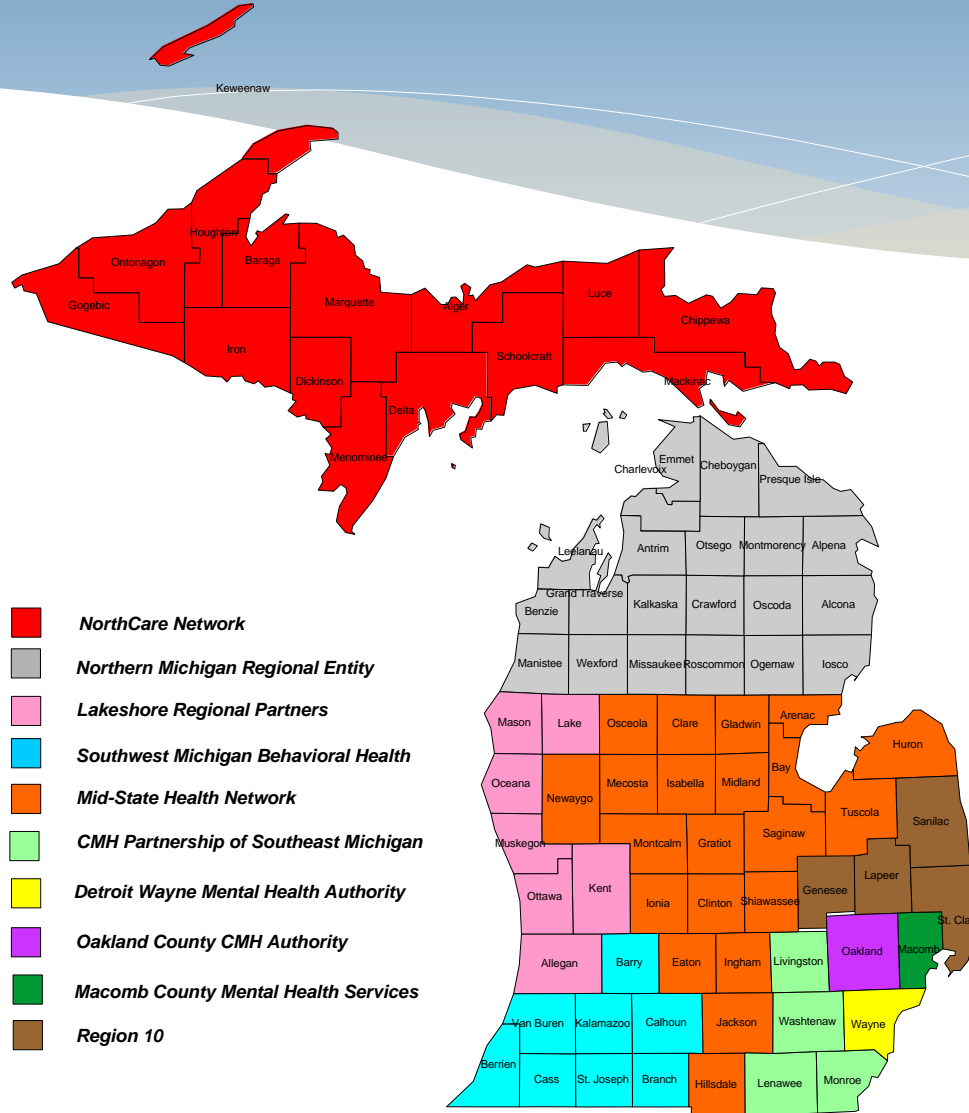 Keweenaw
Houghton
Ontonagon
Baraga
Gogebic
Marquette
Alger
Luce
Chippewa
Iron
Schoolcraft
Dickinson
Mackinac
Delta
Menominee
Emmet
Charlevoix
Cheboygan
Presque Isle
Leelanau
Antrim
Otsego
Montmorency
Alpena
Grand Traverse
Benzie
Kalkaska
Crawford
Oscoda
Alcona
Manistee
Wexford
Missaukee
Roscommon
Ogemaw
Iosco
NorthCare Network
Northern Michigan Regional Entity
Lakeshore Regional Partners
Southwest Michigan Behavioral Health
Mid-State Health Network
CMH Partnership of Southeast Michigan
Detroit Wayne Mental Health Authority
Oakland County CMH Authority
Macomb County Mental Health Services
Region 10
Mason
Lake
Osceola
Clare
Gladwin
Arenac
Huron
Oceana
Newaygo
Mecosta
Isabella
Midland
Bay
Tuscola
Sanilac
Muskegon
Montcalm
Gratiot
Saginaw
Ottawa
Kent
Ionia
Clinton
Shiawassee
Genesee
Lapeer
St. Cla
Allegan
Barry
Eaton
Ingham
Livingston
Oakland
Macomb
Van Buren
Kalamazoo
Calhoun
Jackson
Washtenaw
Wayne
Berrien
Cass
St. Joseph
Branch
Hillsdale
Lenawee
Monroe